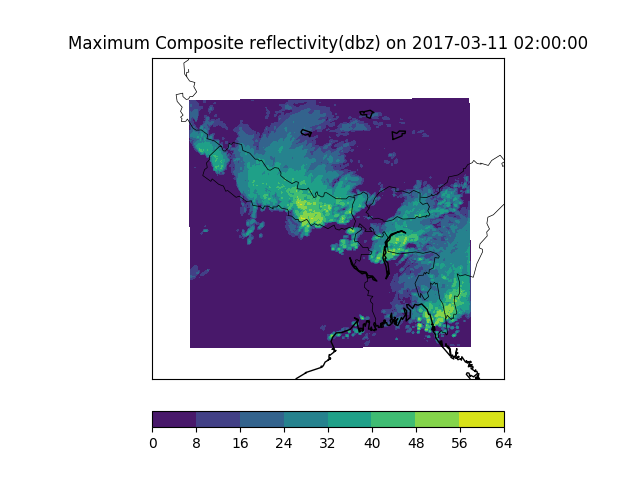 Maximum Composite reflectivity(dbz) on 2017-03-11 02:00:00
0 8 16 24 32 40 48 56 64